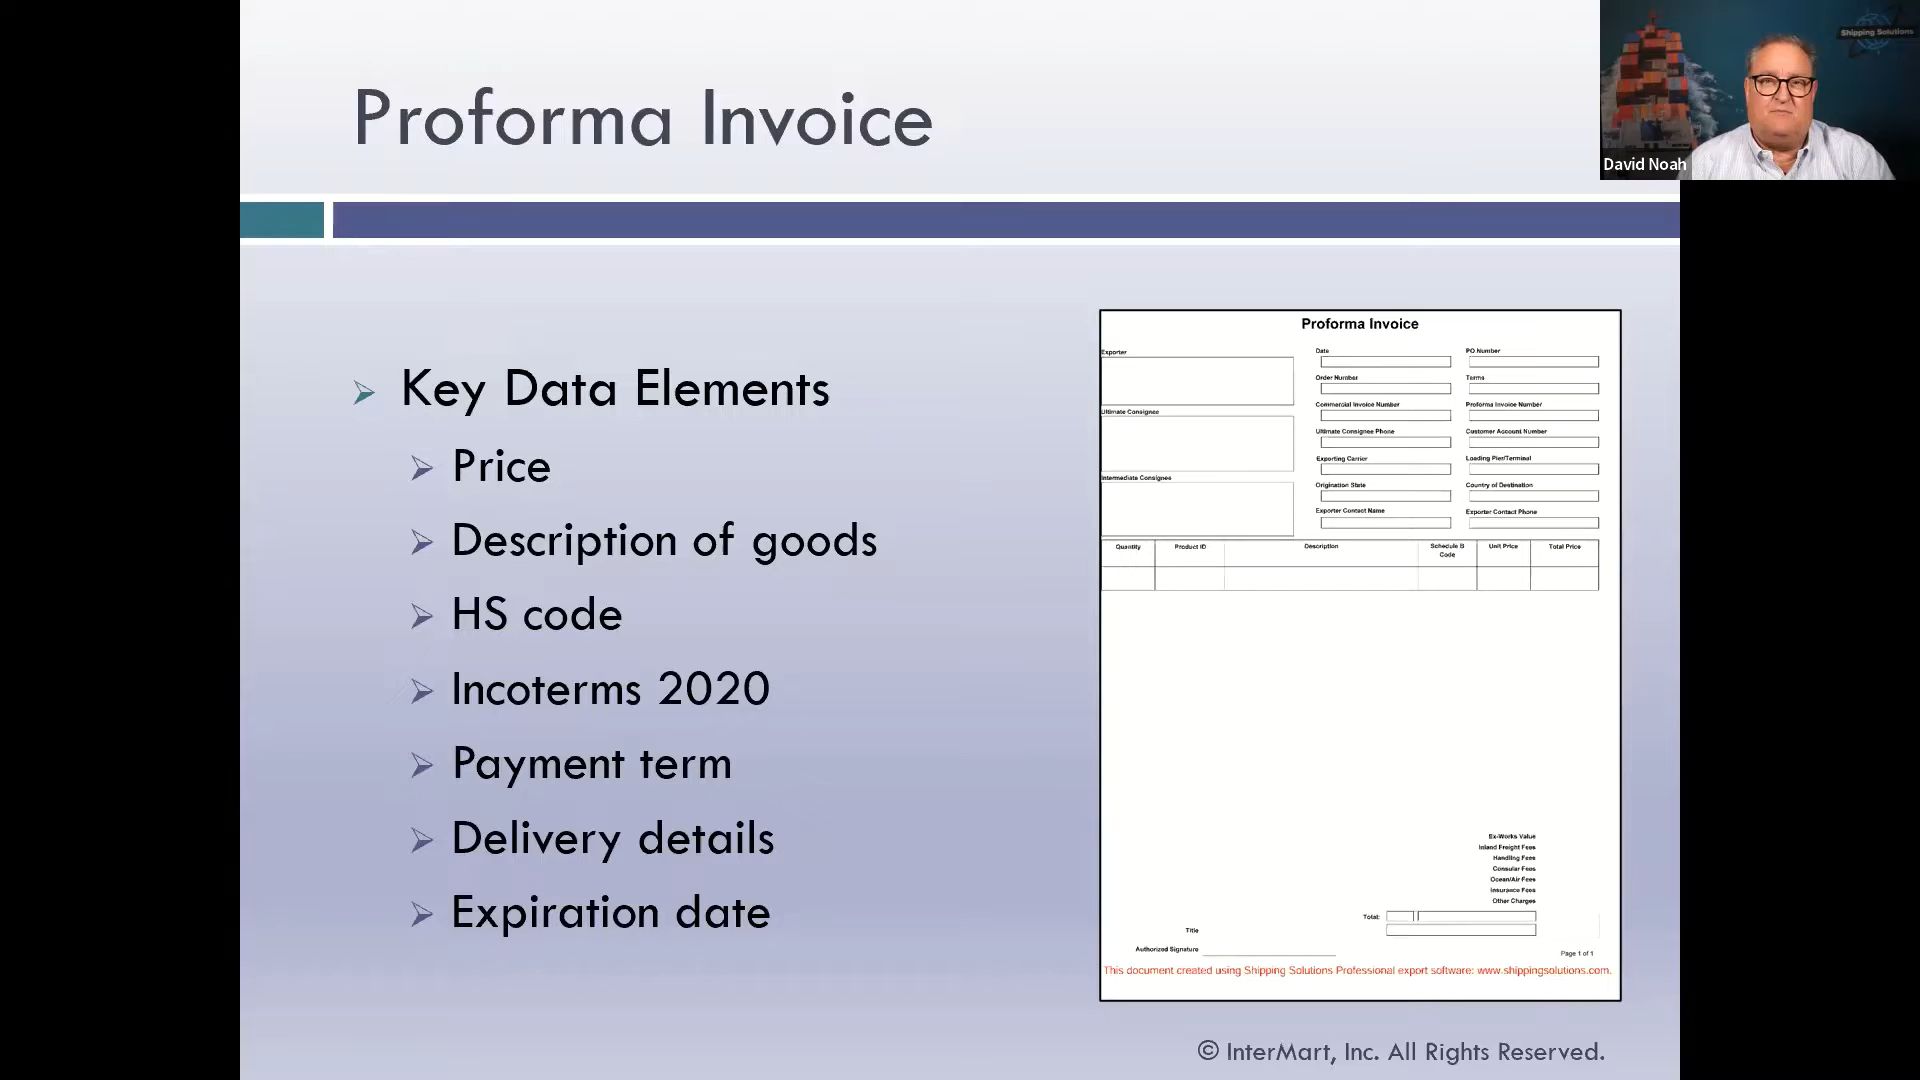 Proforma Invoice
Shipping Solutions
David Noah
Key Data Elements
Price
Description of goods
HS code
Incoterms 2020
Payment term
Delivery details
Expiration date
Proforma Invoice
Exporter
Ultimate Consignee
Intermediate Consignee
Date PO Number
Order Number Terms
Commercial Invoice Number Proforma Invoice Number
Ultimate Consignee Phone Customer Account Number
Exporting Carrier Loading Pier/Terminal
Origination State Country of Destination
Exporter Contact Name Exporter Contact Phone
Quantity Product ID Description Schedule B Unit Price Total Price
Code
Ex-Works Value
Inland Freight Fees
Handling Fees
Consular Fees
Ocean/Air Fees
Insurance Fees
Other Charges
Total:
Title
Authorized Signature
Page 1 of 1
This document created using Shipping Solutions Professional export software: www.shippingsolutions.com.
© InterMart, Inc. All Rights Reserved.